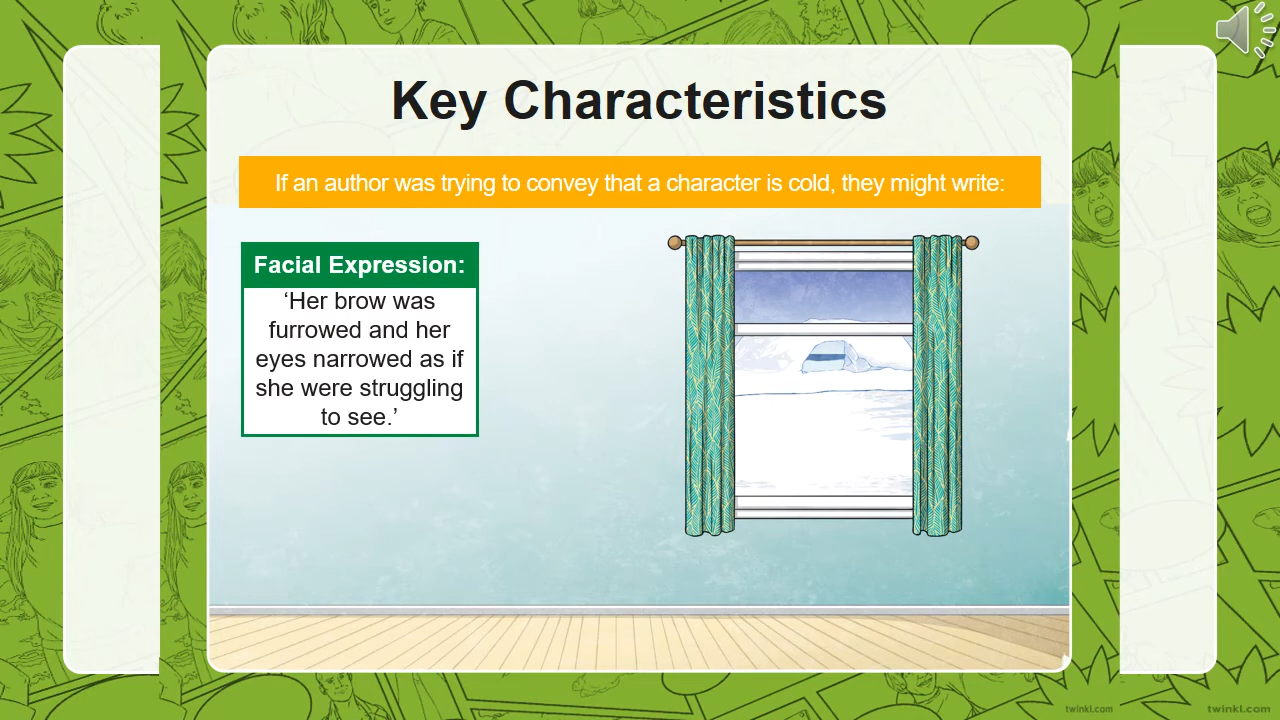 Key Characteristics
If an author was trying to convey that a character is cold, they might write:
Facial Expression:
‘Her brow was
furrowed and her
eyes narrowed as if
she were struggling
to see.’
twinkl.com
twinkl.com